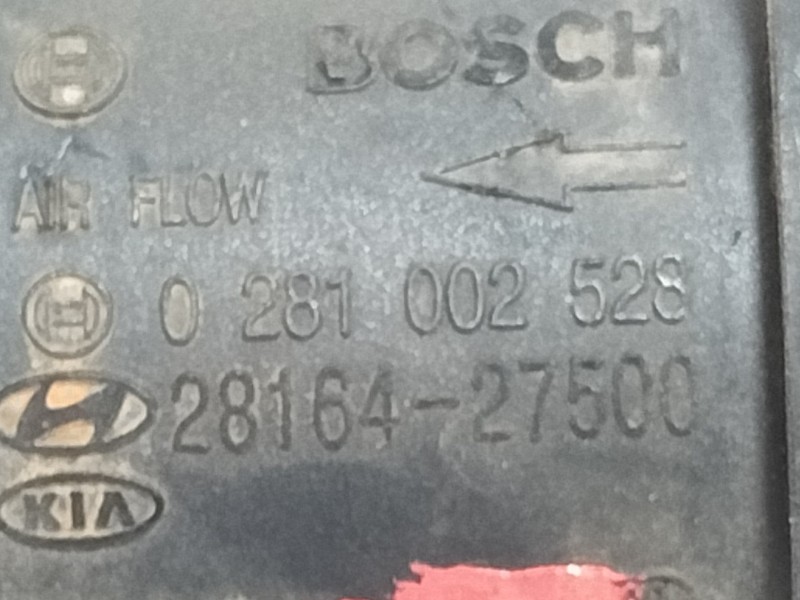 BOSCH
AIR FLOW
0 281 002 528
28164-27500
KIA